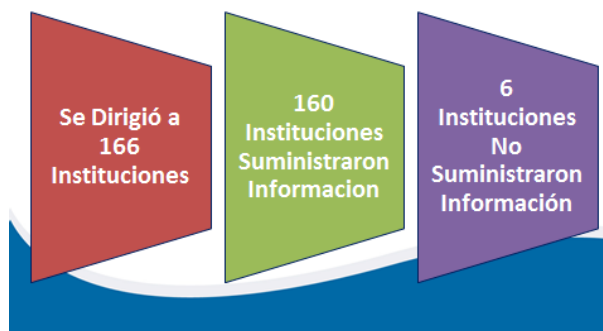 Se Dirigió a
166
Instituciones
160
Instituciones
Suministraron
Informacion
6
Instituciones
No
Suministraron
Información